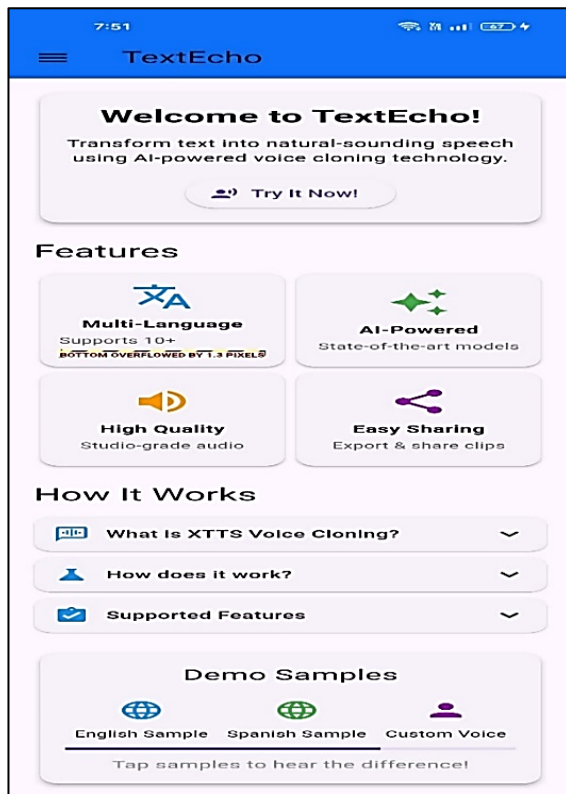 7:51
67
TextEcho
Welcome to TextEcho!
Transform text into natural-sounding speech
using AI-powered voice cloning technology.
Try It Now!
Features
Multi-Language
Supports 10+
BOTTOM OVERFLOWED BY 1.3 PIXELS
AI-Powered
State-of-the-art models
High Quality
Studio-grade audio
Easy Sharing
Export & share clips
How It Works
What is XTTS Voice Cloning?
How does it work?
Supported Features
Demo Samples
English Sample
Spanish Sample
Custom Voice
Tap samples to hear the difference!